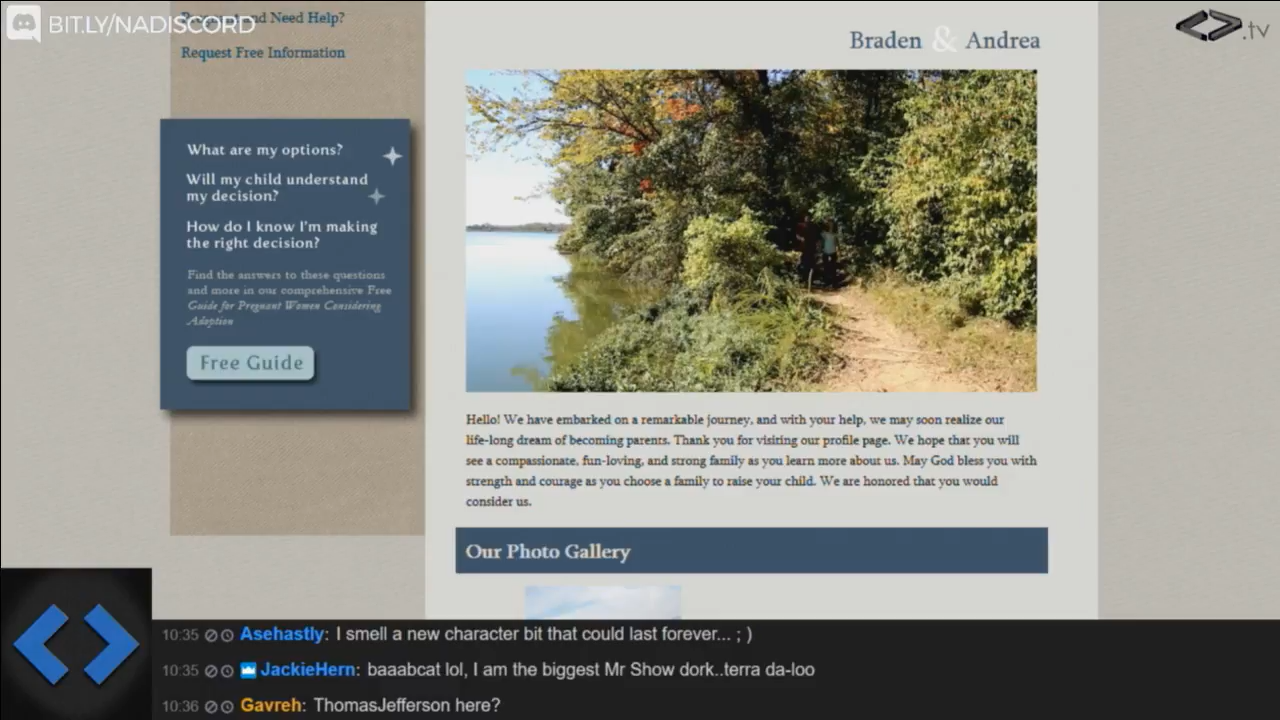 BIT.LY/NADISCORD
and Need Help?
Request Free Information
What are my options?
Will my child understand
my decision?
How do I know I'm making
the right decision?
Find the answers to these questions
and more in our comprehensive Free
Guide for Pregnant Women Considering
Adoption
Free Guide
.tv
Braden & Andrea
Hello! We have embarked on a remarkable journey, and with your help, we may soon realize our
life-long dream of becoming parents. Thank you for visiting our profile page. We hope that you will
see a compassionate, fun-loving, and strong family as you learn more about us. May God bless you with
strength and courage as you choose a family to raise your child. We are honored that you would
consider us.
Our Photo Gallery
10:35 Asehastly: I smell a new character bit that could last forever... ; )
10:35 JackieHern: baaabcat lol, I am the biggest Mr Show dork..terra da-loo
10:36 Gavreh: ThomasJefferson here?